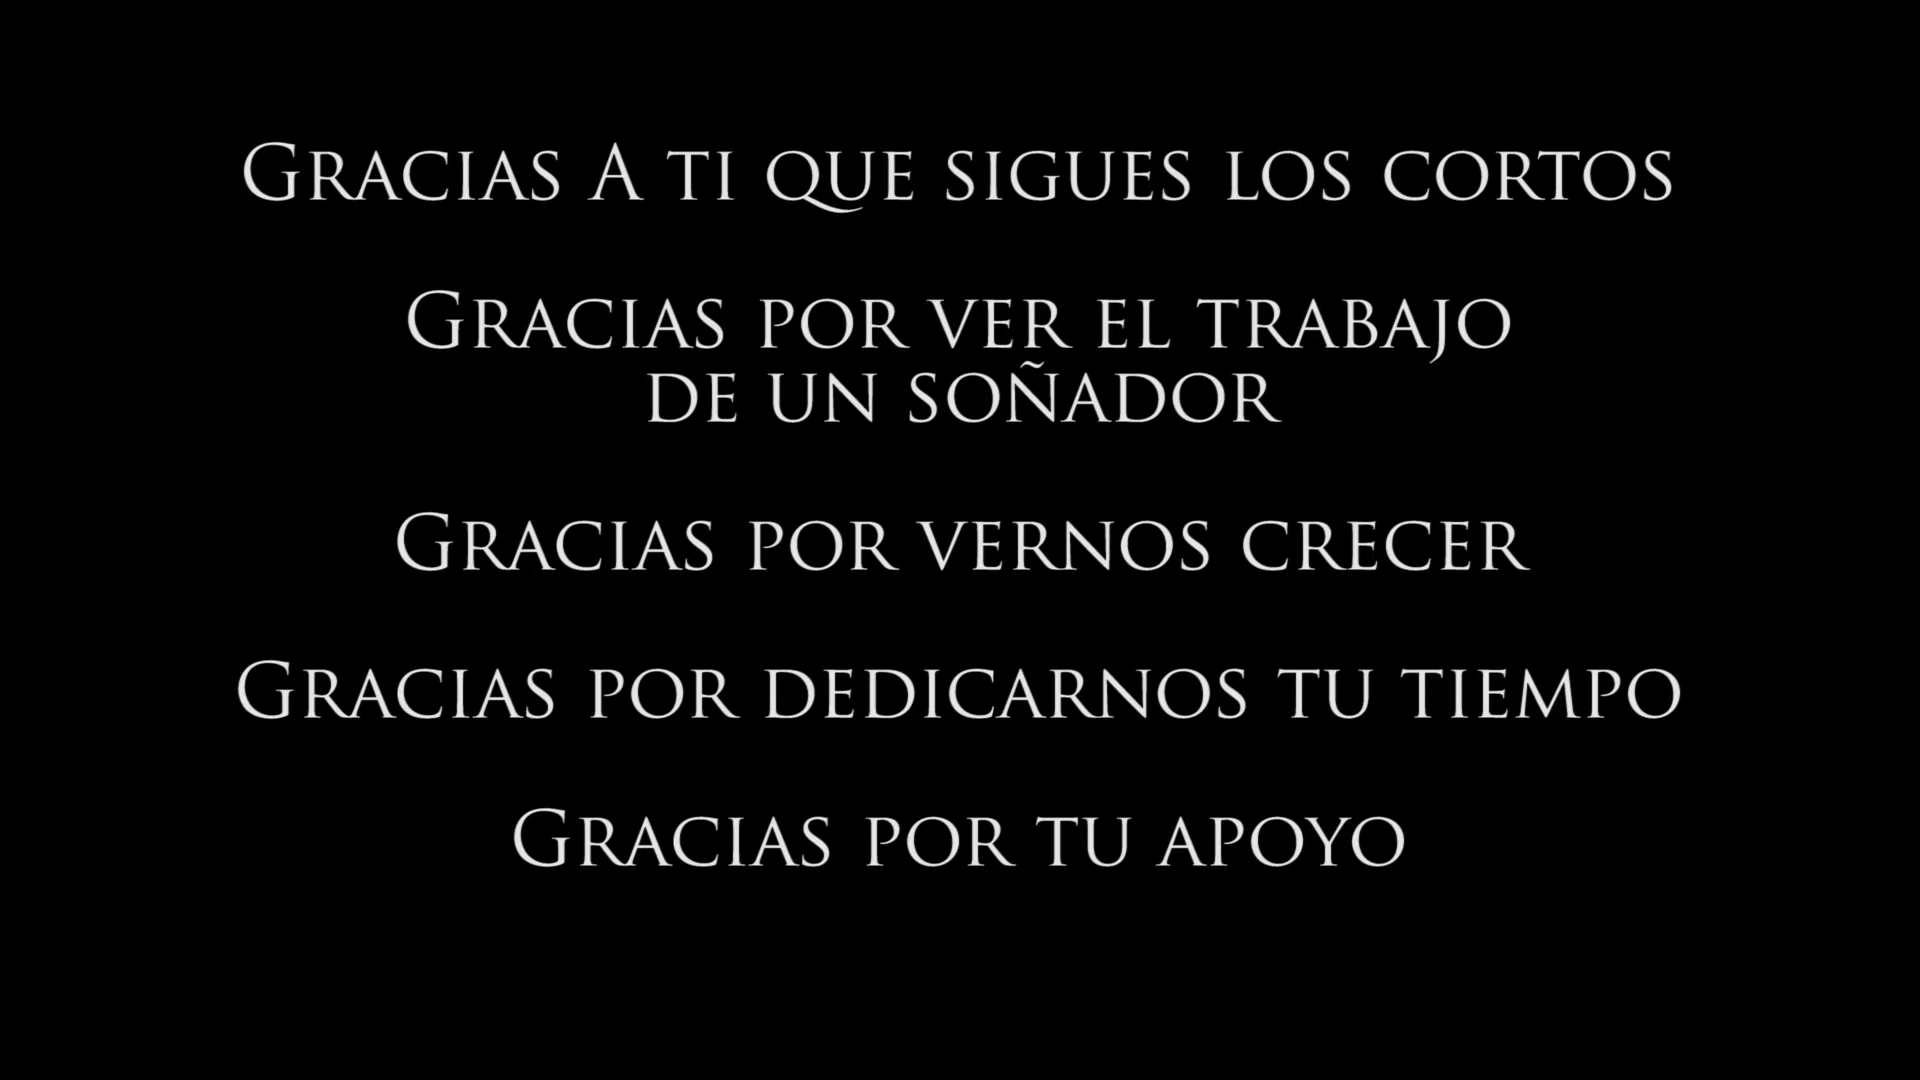 Gracias A ti que sigues los cortos
Gracias por ver el trabajo
de un soñador
Gracias por vernos crecer
Gracias por dedicarnos tu tiempo
Gracias por tu apoyo